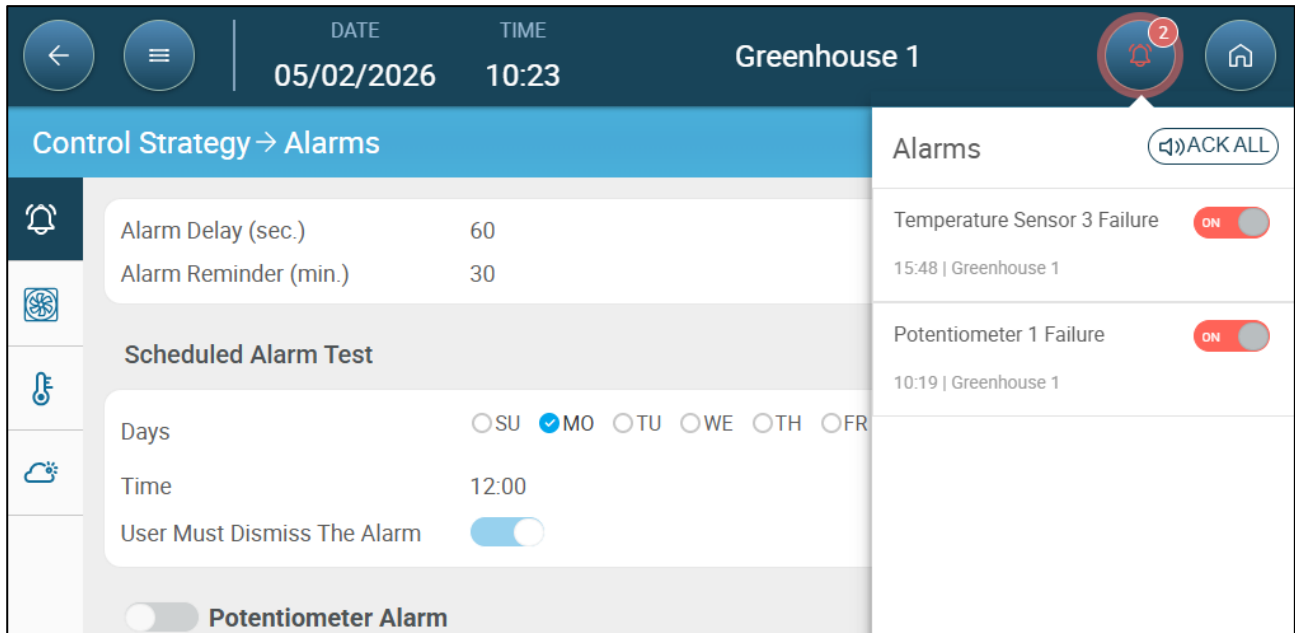 DATE TIME
05/02/2026 10:23 Greenhouse 1 2
Control Strategy → Alarms
Alarm Delay (sec.) 60
Alarm Reminder (min.) 30
Scheduled Alarm Test
Days SU MO TU WE TH FR
Time 12:00
User Must Dismiss The Alarm
Potentiometer Alarm
Alarms ACK ALL
Temperature Sensor 3 Failure ON
15:48 | Greenhouse 1
Potentiometer 1 Failure ON
10:19 | Greenhouse 1